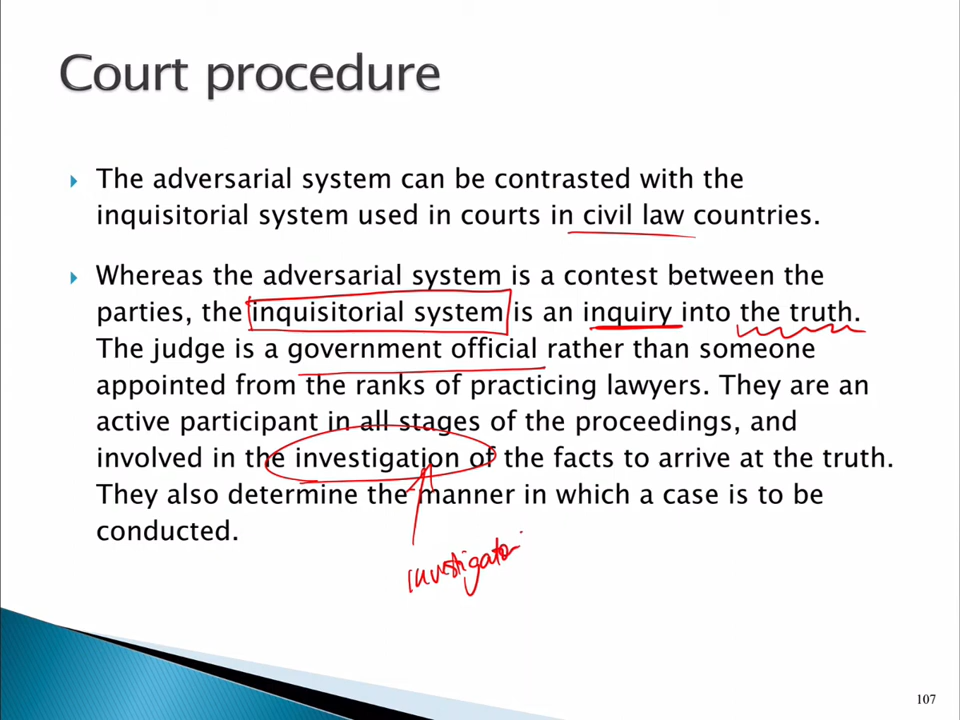 Court procedure
The adversarial system can be contrasted with the
inquisitorial system used in courts in civil law countries.
Whereas the adversarial system is a contest between the
parties, the inquisitorial system is an inquiry into the truth.
The judge is a government official rather than someone
appointed from the ranks of practicing lawyers. They are an
active participant in all stages of the proceedings, and
involved in the investigation of the facts to arrive at the truth.
They also determine the manner in which a case is to be
conducted.
investigator
107